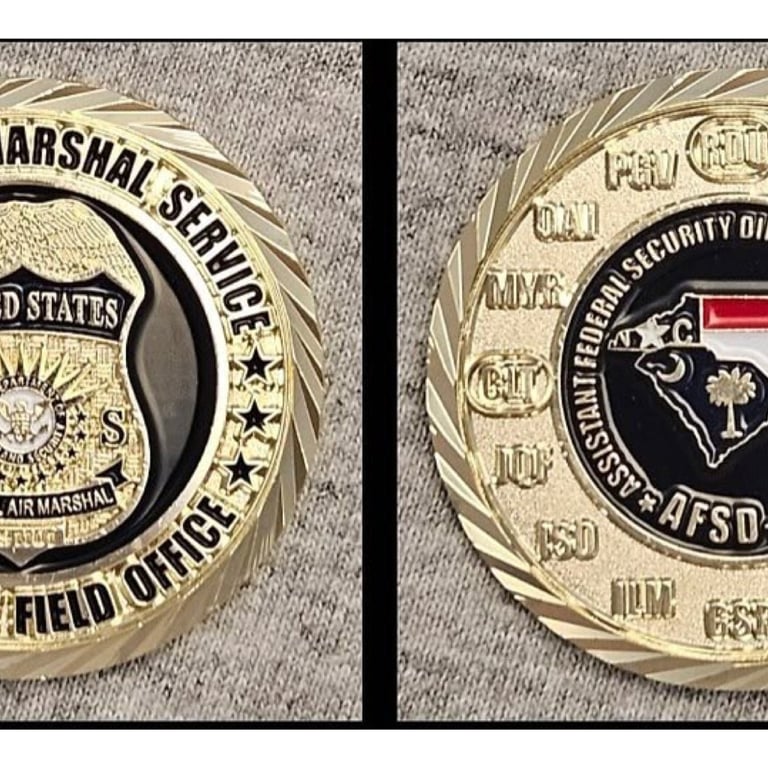 MARSHAL SERVICE
D STATES
S
AIR MARSHAL
FIELD OFFICE
RDU
PGV
OAJ
MYR
CLT
JQF
ISO
ILM
ASSISTANT FEDERAL SECURITY DI
N C
AFSD-